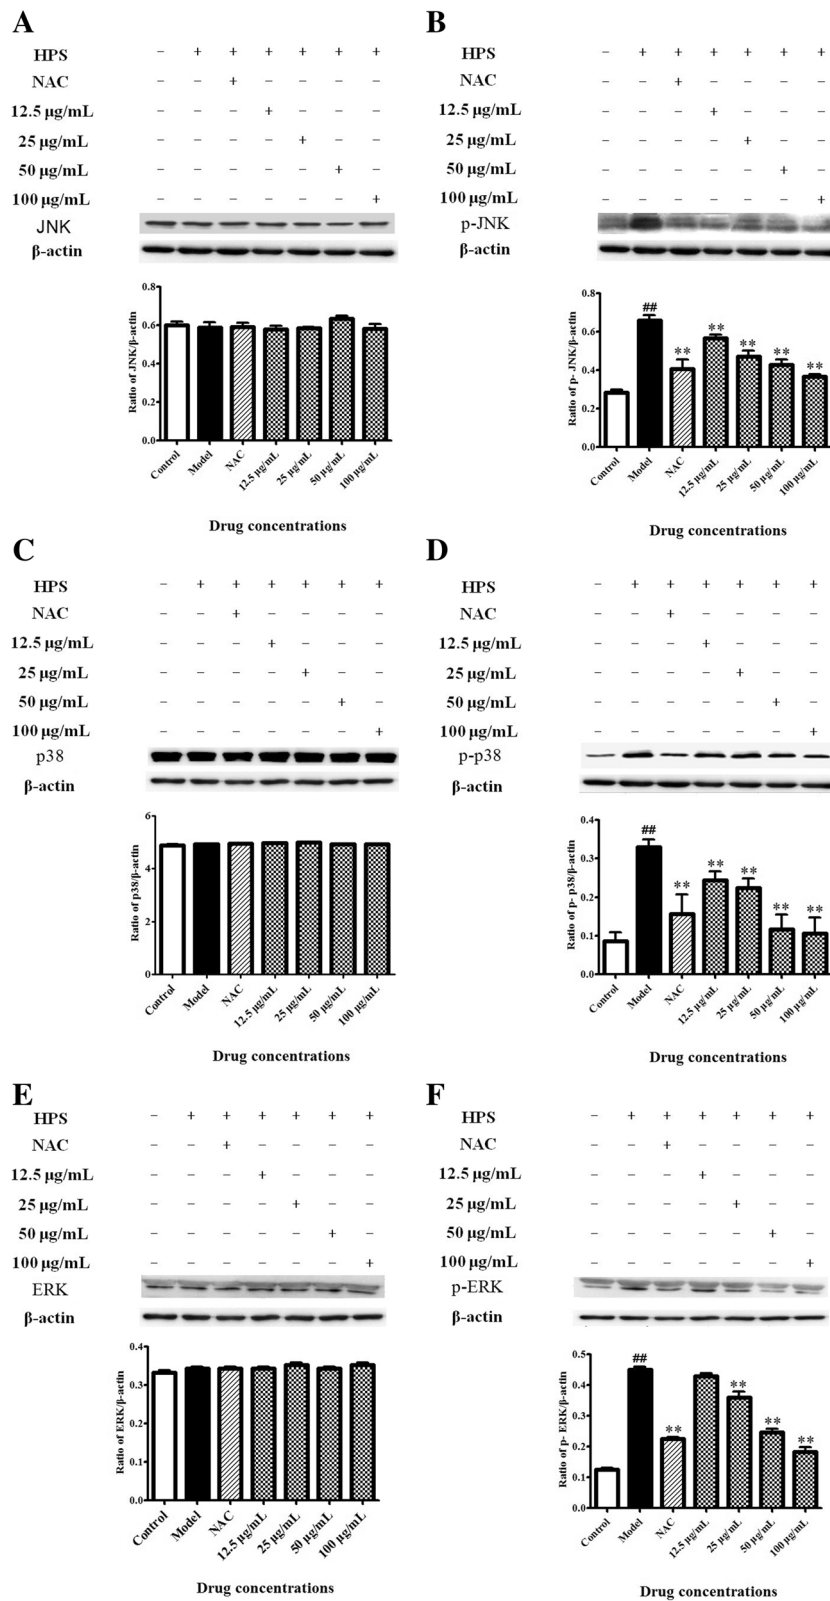 A
HPS − + + + + + +
NAC − − + − − − −
12.5 μg/mL − − − + − − −
25 μg/mL − − − − + − −
50 μg/mL − − − − − + −
100 μg/mL − − − − − − +
JNK
β-actin
Ratio of JNK/β-actin
0.8
0.6
0.4
0.2
0.0
Control Model NAC 12.5 μg/mL 25 μg/mL 50 μg/mL 100 μg/mL
Drug concentrations
B
HPS − + + + + + +
NAC − − + − − − −
12.5 μg/mL − − − + − − −
25 μg/mL − − − − + − −
50 μg/mL − − − − − + −
100 μg/mL − − − − − − +
p-JNK
β-actin
Ratio of p- JNK/β-actin
0.8
0.6
0.4
0.2
0.0
## ** ** ** ** **
Control Model NAC 12.5 μg/mL 25 μg/mL 50 μg/mL 100 μg/mL
Drug concentrations
C
HPS − + + + + + +
NAC − − + − − − −
12.5 μg/mL − − − + − − −
25 μg/mL − − − − + − −
50 μg/mL − − − − − + −
100 μg/mL − − − − − − +
p38
β-actin
Ratio of p38/β-actin
6
4
2
0
Control Model NAC 12.5 μg/mL 25 μg/mL 50 μg/mL 100 μg/mL
Drug concentrations
D
HPS − + + + + + +
NAC − − + − − − −
12.5 μg/mL − − − + − − −
25 μg/mL − − − − + − −
50 μg/mL − − − − − + −
100 μg/mL − − − − − − +
p-p38
β-actin
Ratio of p- p38/β-actin
0.4
0.3
0.2
0.1
0.0
## ** ** ** ** **
Control Model NAC 12.5 μg/mL 25 μg/mL 50 μg/mL 100 μg/mL
Drug concentrations
E
HPS − + + + + + +
NAC − − + − − − −
12.5 μg/mL − − − + − − −
25 μg/mL − − − − + − −
50 μg/mL − − − − − + −
100 μg/mL − − − − − − +
ERK
β-actin
Ratio of ERK/β-actin
0.4
0.3
0.2
0.1
0.0
Control Model NAC 12.5 μg/mL 25 μg/mL 50 μg/mL 100 μg/mL
Drug concentrations
F
HPS − + + + + + +
NAC − − + − − − −
12.5 μg/mL − − − + − − −
25 μg/mL − − − − + − −
50 μg/mL − − − − − + −
100 μg/mL − − − − − − +
p-ERK
β-actin
Ratio of p- ERK/β-actin
0.5
0.4
0.3
0.2
0.1
0.0
## ** ** ** **
Control Model NAC 12.5 μg/mL 25 μg/mL 50 μg/mL 100 μg/mL
Drug concentrations